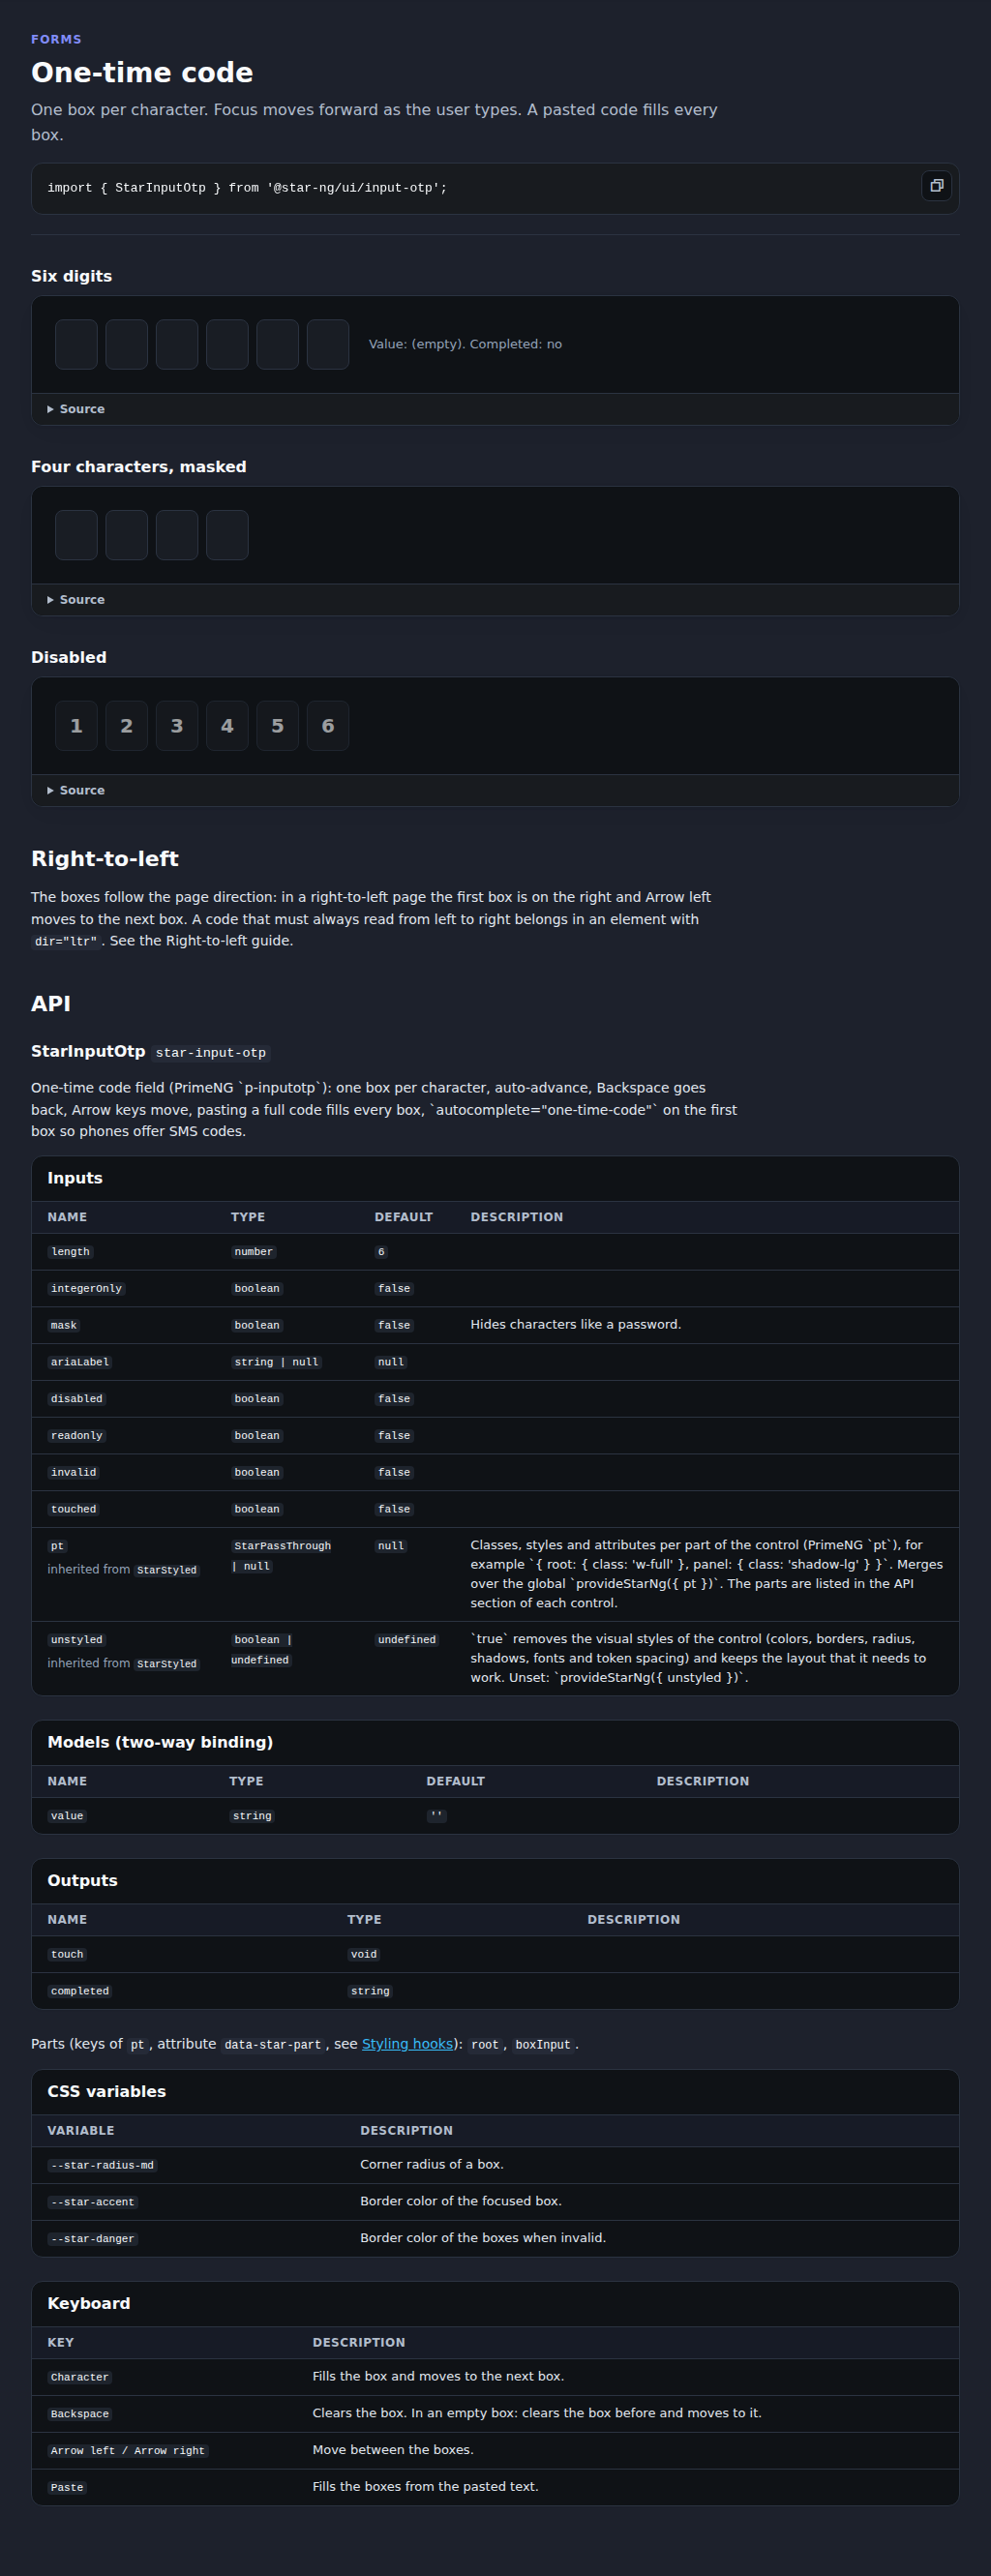 FORMS
One-time code
One box per character. Focus moves forward as the user types. A pasted code fills every
box.
import { StarInputOtp } from '@star-ng/ui/input-otp';
Six digits
Value: (empty). Completed: no
Source
Four characters, masked
Source
Disabled
1 2 3 4 5 6
Source
Right-to-left
The boxes follow the page direction: in a right-to-left page the first box is on the right and Arrow left
moves to the next box. A code that must always read from left to right belongs in an element with
dir="ltr". See the Right-to-left guide.
API
StarInputOtp star-input-otp
One-time code field (PrimeNG `p-inputotp`): one box per character, auto-advance, Backspace goes
back, Arrow keys move, pasting a full code fills every box, `autocomplete="one-time-code"` on the first
box so phones offer SMS codes.
Inputs
NAME TYPE DEFAULT DESCRIPTION
length number 6
integerOnly boolean false
mask boolean false Hides characters like a password.
ariaLabel string | null null
disabled boolean false
readonly boolean false
invalid boolean false
touched boolean false
pt StarPassThrough null Classes, styles and attributes per part of the control (PrimeNG `pt`), for
inherited from StarStyled | null example `{ root: { class: 'w-full' }, panel: { class: 'shadow-lg' } }`. Merges
over the global `provideStarNg({ pt })`. The parts are listed in the API
section of each control.
unstyled boolean | undefined `true` removes the visual styles of the control (colors, borders, radius,
inherited from StarStyled undefined shadows, fonts and token spacing) and keeps the layout that it needs to
work. Unset: `provideStarNg({ unstyled })`.
Models (two-way binding)
NAME TYPE DEFAULT DESCRIPTION
value string ''
Outputs
NAME TYPE DESCRIPTION
touch void
completed string
Parts (keys of pt, attribute data-star-part, see Styling hooks): root, boxInput.
CSS variables
VARIABLE DESCRIPTION
--star-radius-md Corner radius of a box.
--star-accent Border color of the focused box.
--star-danger Border color of the boxes when invalid.
Keyboard
KEY DESCRIPTION
Character Fills the box and moves to the next box.
Backspace Clears the box. In an empty box: clears the box before and moves to it.
Arrow left / Arrow right Move between the boxes.
Paste Fills the boxes from the pasted text.